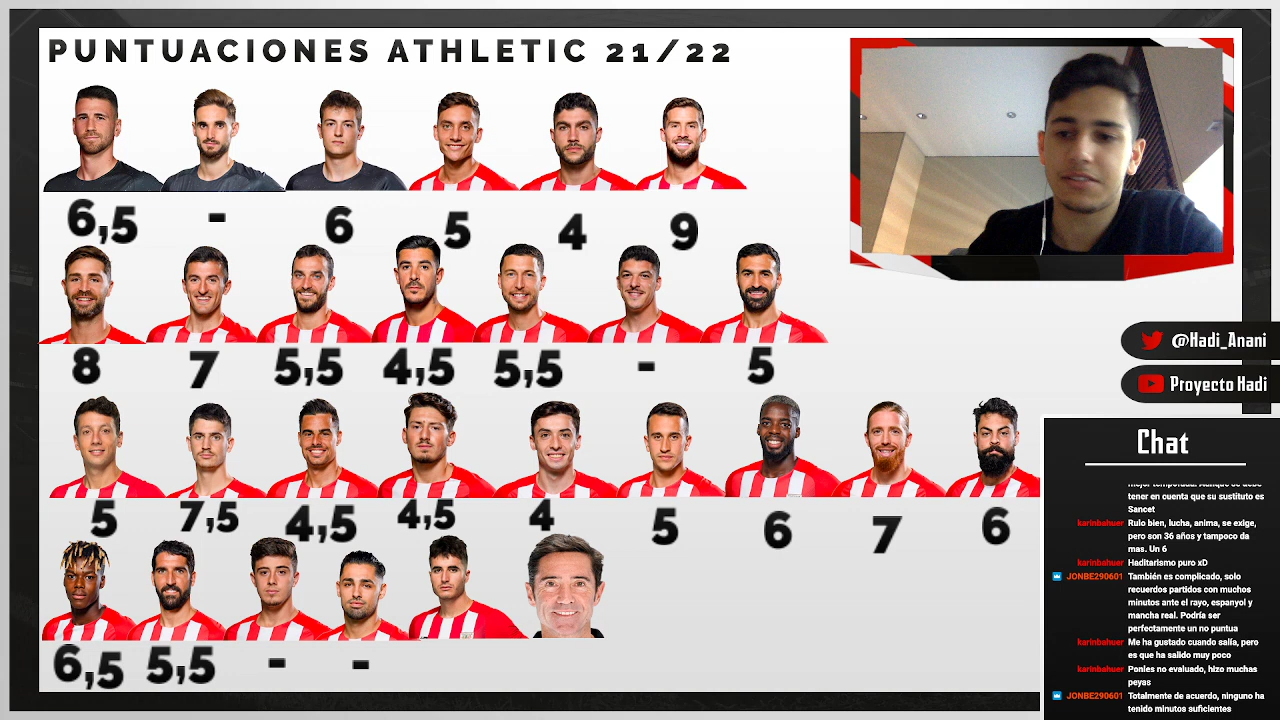 PUNTUACIONES ATHLETIC 21/22
6,5 - 6 5 4 9
8 7 5,5 4,5 5,5 - 5
5 7,5 4,5 4,5 4 5 6 7 6
6,5 5,5 - -
@Hadi_Anani
Proyecto Hadi
Chat
mejor temporada. Aunque se debe
tener en cuenta que su sustituto es
Sancet
karinbahuer Rulo bien, lucha, anima, se exige,
pero son 36 años y tampoco da
mas. Un 6
karinbahuer Haditarismo puro xD
JONBE290601 También es complicado, solo
recuerdos partidos con muchos
minutos ante el rayo, espanyol y
mancha real. Podría ser
perfectamente un no puntua
karinbahuer Me ha gustado cuando salía, pero
es que ha salido muy poco
karinbahuer Ponles no evaluado, hizo muchas
peyas
JONBE290601 Totalmente de acuerdo, ninguno ha
tenido minutos suficientes